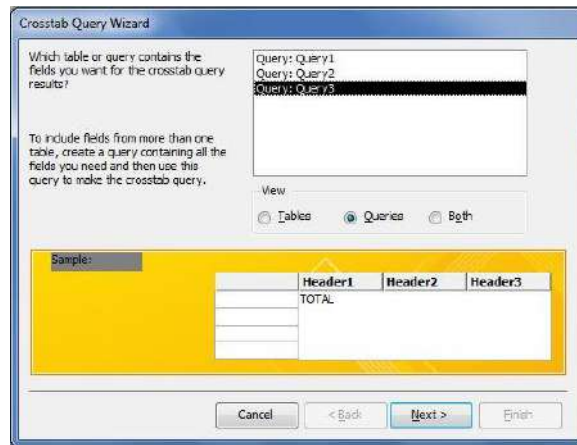 Crosstab Query Wizard
Which table or query contains the
fields you want for the crosstab query
results?
To include fields from more than one
table, create a query containing all the
fields you need and then use this
query to make the crosstab query.
Query: Query1
Query: Query2
Query: Query3
View
Tables Queries Both
Sample:
Header1 Header2 Header3
TOTAL
Cancel < Back Next > Finish